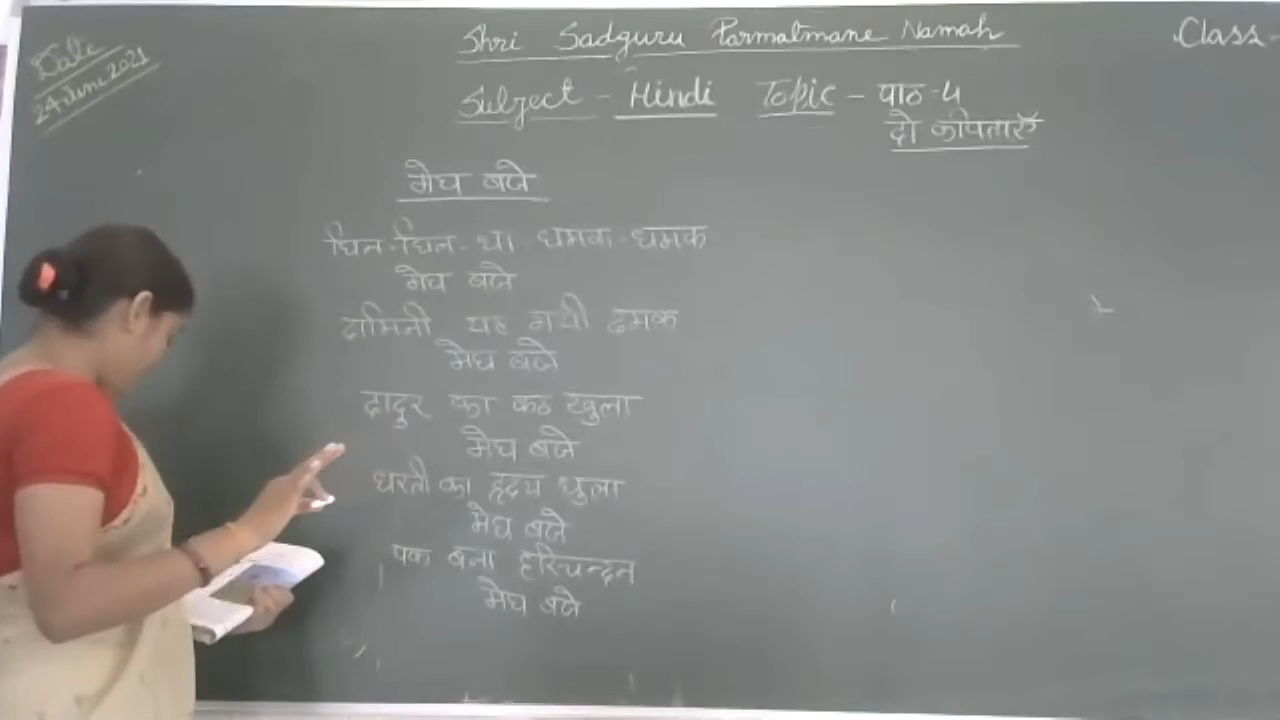 Date
24 June 2021
Shri Sadguru Parmatmane Namah
Class-
Subject - Hindi Topic - पाठ-4
दो कविताएँ
मेघ बजे
धिन-धिन-धा धमक-धमक
मेघ बजे
दामिनी यह गयी दमक
मेघ बजे
दादुर का कंठ खुला
मेघ बजे
धरती का हृदय धुला
मेघ बजे
पंक बना हरिचन्दन
मेघ बजे